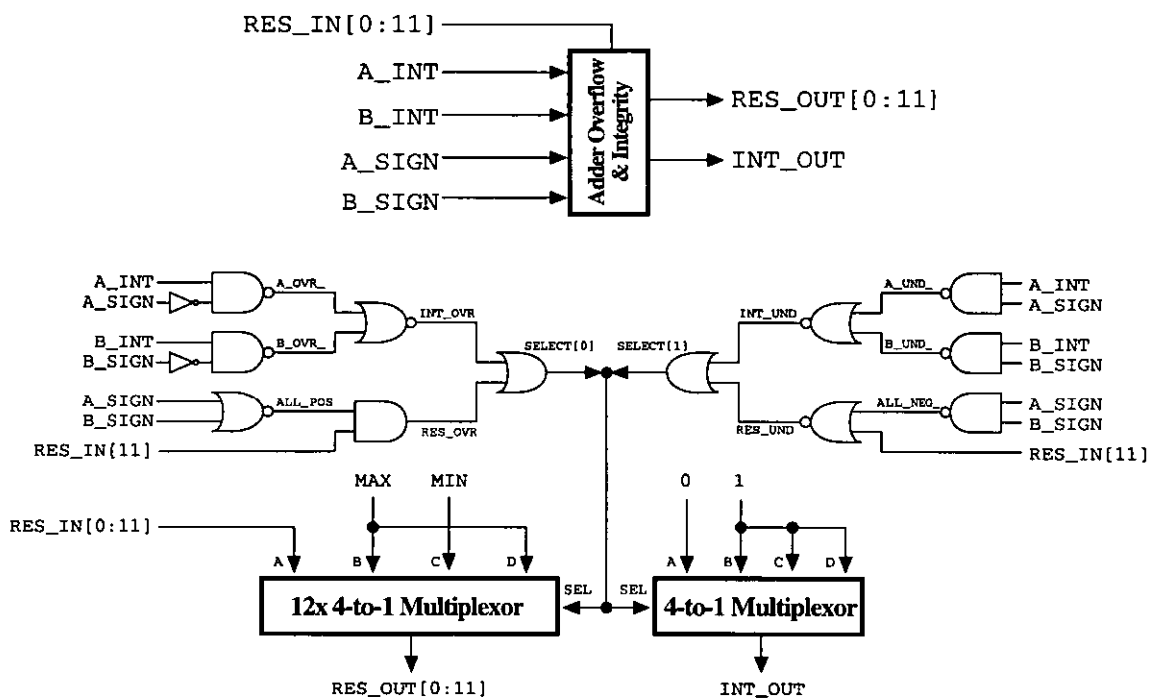 RES_IN[0:11]
A_INT
B_INT
A_SIGN
B_SIGN
Adder Overflow
& Integrity
RES_OUT[0:11]
INT_OUT
A_INT
A_SIGN
A_OVR_
B_INT
B_SIGN
B_OVR_
INT_OVR
A_SIGN
B_SIGN
ALL_POS
RES_IN[11]
RES_OVR
SELECT[0]
SELECT[1]
A_UND_
A_INT
A_SIGN
INT_UND
B_UND_
B_INT
B_SIGN
ALL_NEG_
A_SIGN
B_SIGN
RES_UND
RES_IN[11]
MAX MIN
0 1
RES_IN[0:11]
A B C D
A B C D
12x 4-to-1 Multiplexor
SEL SEL
4-to-1 Multiplexor
RES_OUT[0:11]
INT_OUT